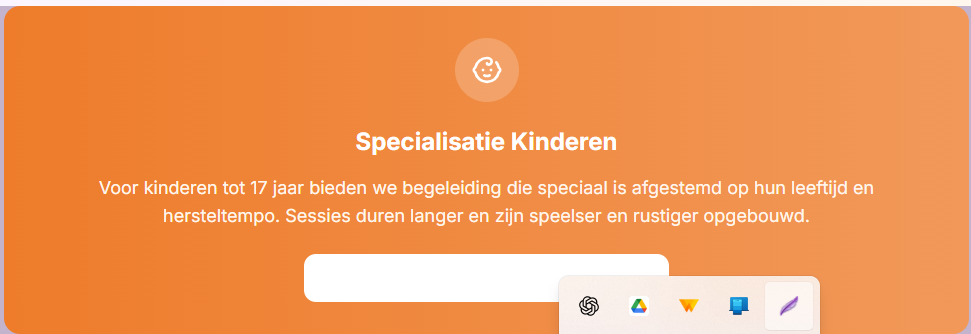 Specialisatie Kinderen
Voor kinderen tot 17 jaar bieden we begeleiding die speciaal is afgestemd op hun leeftijd en
hersteltempo. Sessies duren langer en zijn speelser en rustiger opgebouwd.